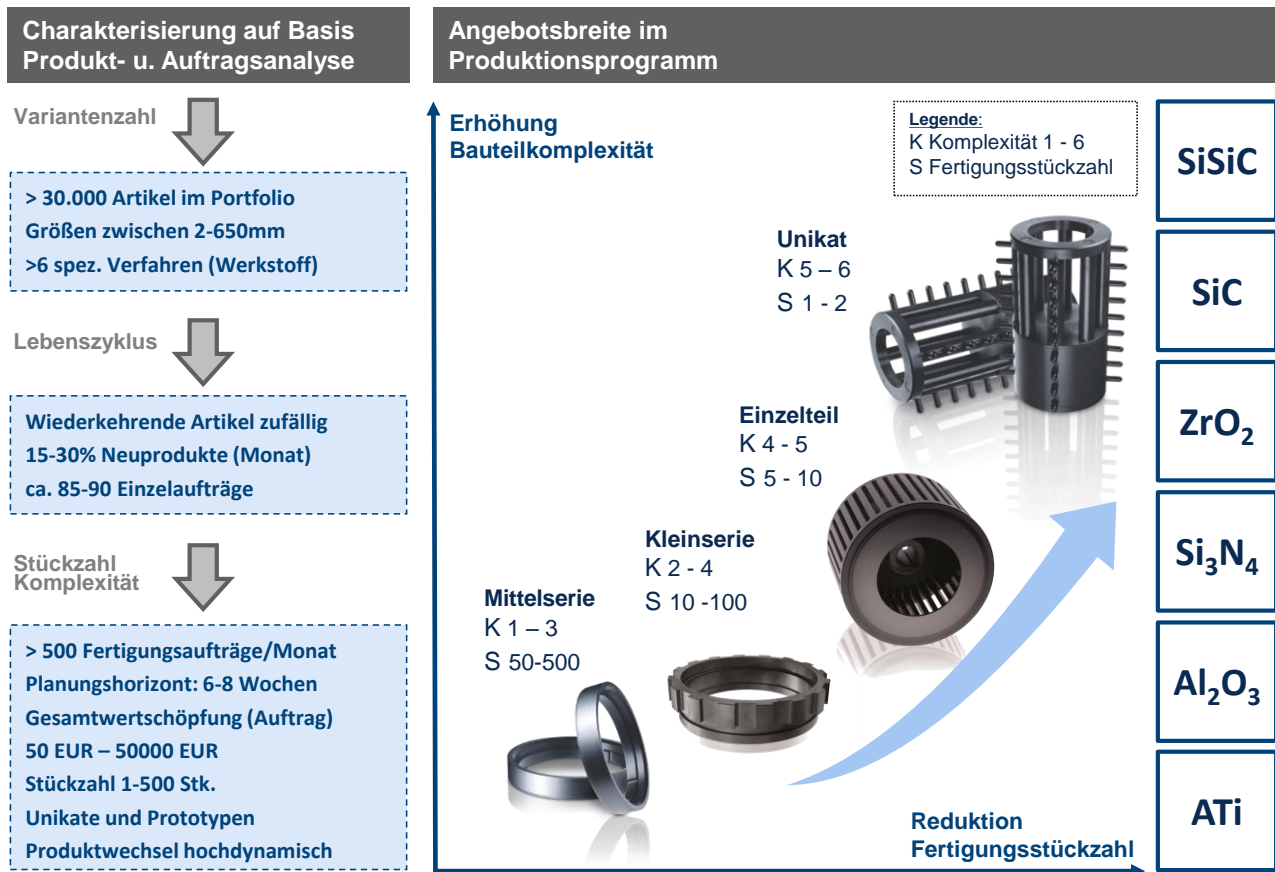 Charakterisierung auf Basis
Produkt- u. Auftragsanalyse
Variantenzahl
> 30.000 Artikel im Portfolio
Größen zwischen 2-650mm
>6 spez. Verfahren (Werkstoff)
Lebenszyklus
Wiederkehrende Artikel zufällig
15-30% Neuprodukte (Monat)
ca. 85-90 Einzelaufträge
Stückzahl
Komplexität
> 500 Fertigungsaufträge/Monat
Planungshorizont: 6-8 Wochen
Gesamtwertschöpfung (Auftrag)
50 EUR – 50000 EUR
Stückzahl 1-500 Stk.
Unikate und Prototypen
Produktwechsel hochdynamisch
Angebotsbreite im
Produktionsprogramm
Erhöhung
Bauteilkomplexität
Legende:
K Komplexität 1 - 6
S Fertigungsstückzahl
Unikat
K 5 – 6
S 1 - 2
Einzelteil
K 4 - 5
S 5 - 10
Kleinserie
K 2 - 4
S 10 -100
Mittelserie
K 1 – 3
S 50-500
Reduktion
Fertigungsstückzahl
SiSiC
SiC
ZrO₂
Si₃N₄
Al₂O₃
ATi